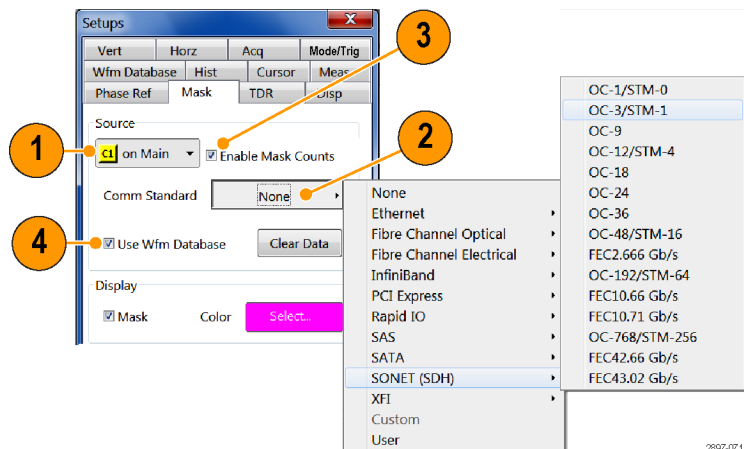 Setups
X
3
Vert Horz Acq Mode/Trig
Wfm Database Hist Cursor Meas
Phase Ref Mask TDR Disp
Source
1
C1 on Main
Enable Mask Counts
2
Comm Standard None
4
Use Wfm Database Clear Data
Display
Mask Color Select...
None
Ethernet
Fibre Channel Optical
Fibre Channel Electrical
InfiniBand
PCI Express
Rapid IO
SAS
SATA
SONET (SDH)
XFI
Custom
User
OC-1/STM-0
OC-3/STM-1
OC-9
OC-12/STM-4
OC-18
OC-24
OC-36
OC-48/STM-16
FEC2.666 Gb/s
OC-192/STM-64
FEC10.66 Gb/s
FEC10.71 Gb/s
OC-768/STM-256
FEC42.66 Gb/s
FEC43.02 Gb/s
2897-071